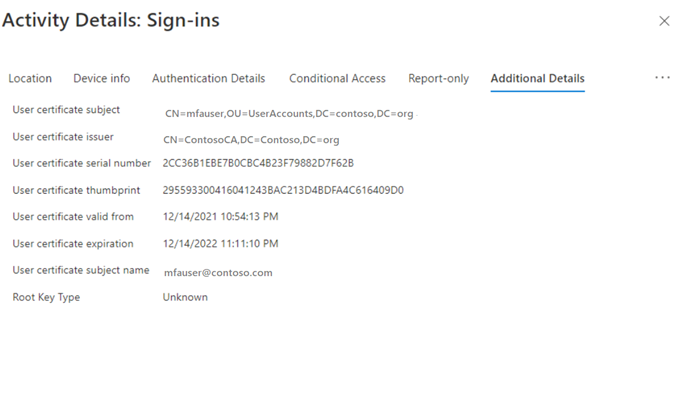 Activity Details: Sign-ins
Location Device info Authentication Details Conditional Access Report-only Additional Details ...
User certificate subject CN=mfauser,OU=UserAccounts,DC=contoso,DC=org
User certificate issuer CN=ContosoCA,DC=Contoso,DC=org
User certificate serial number 2CC36B1EBE7B0CBC4B23F79882D7F62B
User certificate thumbprint 295593300416041243BAC213D4BDFA4C616409D0
User certificate valid from 12/14/2021 10:54:13 PM
User certificate expiration 12/14/2022 11:11:10 PM
User certificate subject name mfauser@contoso.com
Root Key Type Unknown